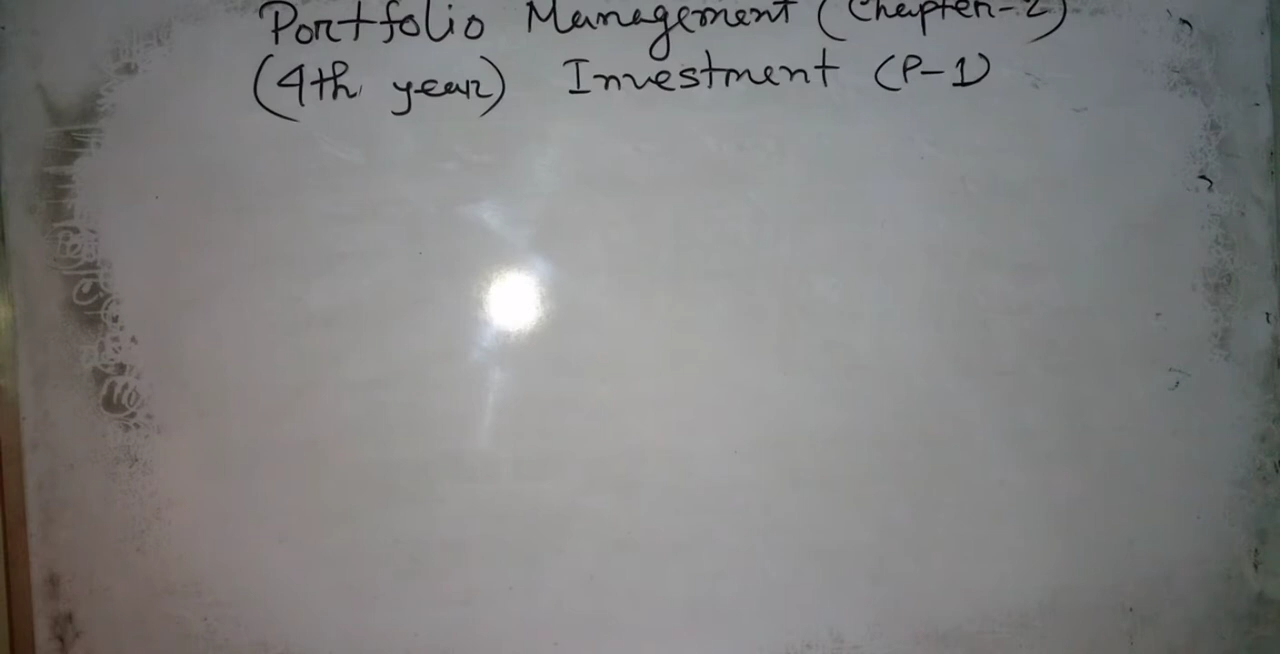 Portfolio Management (Chapter-2)
(4th year) Investment (P-1)